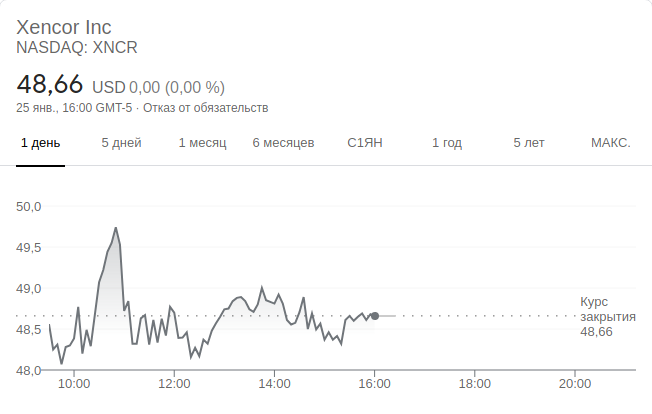 Xencor Inc
NASDAQ: XNCR
48,66 USD 0,00 (0,00 %)
25 янв., 16:00 GMT-5 · Отказ от обязательств
1 день 5 дней 1 месяц 6 месяцев С1ЯН 1 год 5 лет МАКС.
50,0
49,5
49,0
48,5
48,0
Курс
закрытия
48,66
10:00 12:00 14:00 16:00 18:00 20:00